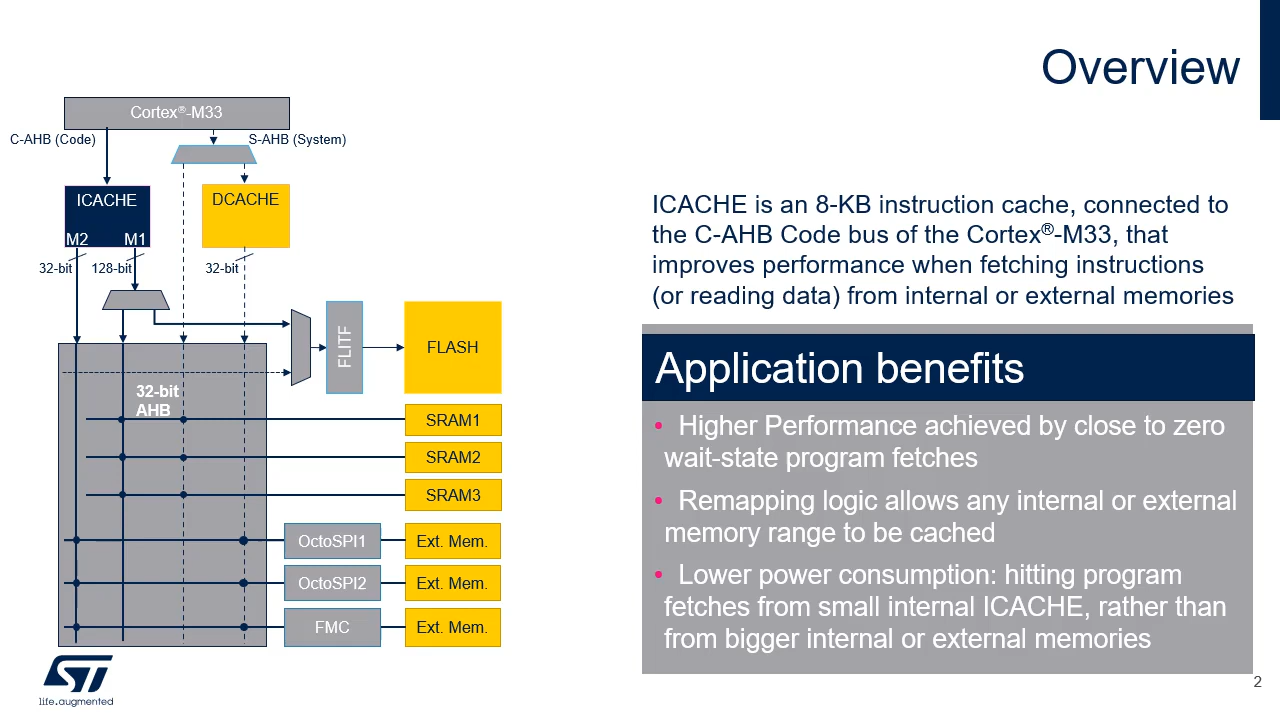 Overview
Cortex®-M33
C-AHB (Code)
S-AHB (System)
ICACHE
DCACHE
M2
M1
32-bit
128-bit
32-bit
FLITF
FLASH
32-bit
AHB
SRAM1
SRAM2
SRAM3
OctoSPI1
Ext. Mem.
OctoSPI2
Ext. Mem.
FMC
Ext. Mem.
ICACHE is an 8-KB instruction cache, connected to
the C-AHB Code bus of the Cortex®-M33, that
improves performance when fetching instructions
(or reading data) from internal or external memories
Application benefits
• Higher Performance achieved by close to zero
wait-state program fetches
• Remapping logic allows any internal or external
memory range to be cached
• Lower power consumption: hitting program
fetches from small internal ICACHE, rather than
from bigger internal or external memories
ST
life.augmented
2